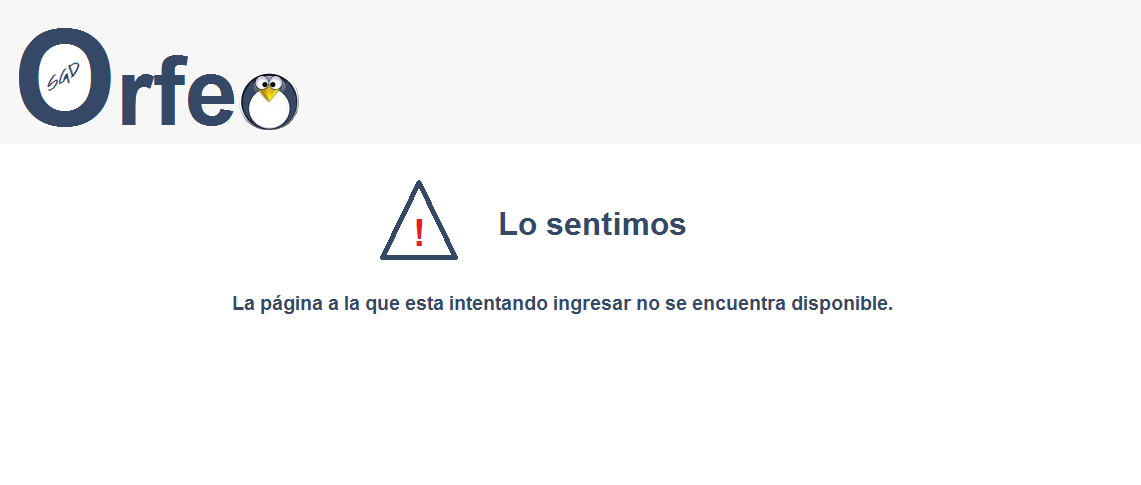 Orfeo
SGD
Lo sentimos
!
La página a la que esta intentando ingresar no se encuentra disponible.